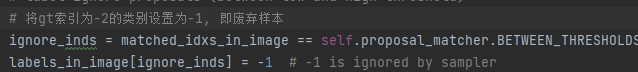 # 将gt索引为-2的类别设置为-1, 即废弃样本
ignore_inds = matched_idxs_in_image == self.proposal_matcher.BETWEEN_THRESHOLDS
labels_in_image[ignore_inds] = -1  # -1 is ignored by sampler